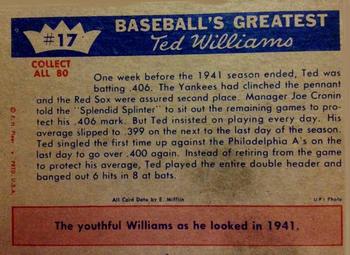 #17
COLLECT
ALL 80
BASEBALL'S GREATEST
Ted Williams
One week before the 1941 season ended, Ted was
batting .406. The Yankees had clinched the pennant
and the Red Sox were assured second place. Manager Joe Cronin
told the "Splendid Splinter" to sit out the remaining games to pro-
tect his .406 mark. But Ted insisted on playing every day. His
average slipped to .399 on the next to the last day of the season.
Ted singled the first time up against the Philadelphia A's on the
last day to go over .400 again. Instead of retiring from the game
to protect his average, Ted played the entire double header and
banged out 6 hits in 8 at bats.
All Card Data by E. Mifflin
UPI Photo
The youthful Williams as he looked in 1941.